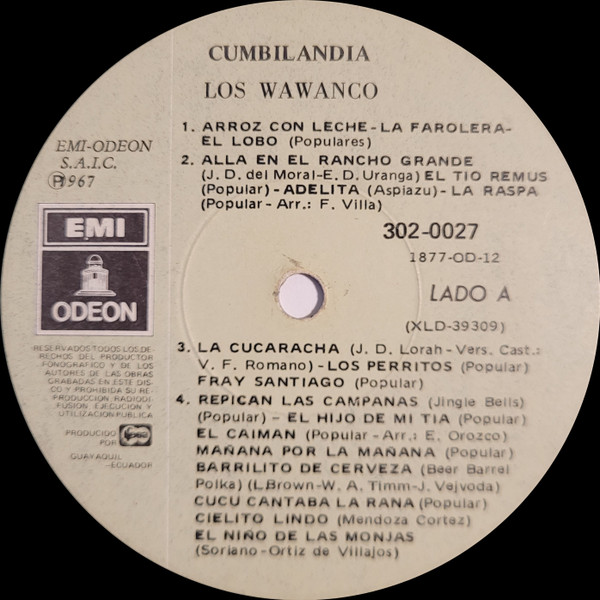 CUMBILANDIA
LOS WAWANCO
1. ARROZ CON LECHE-LA FAROLERA-
EL LOBO (Populares)
2. ALLA EN EL RANCHO GRANDE
(J. D. del Moral-E. D. Uranga) EL TIO REMUS
(Popular)-ADELITA (Aspiazu)-LA RASPA
(Popular-Arr.: F. Villa)
EMI-ODEON
S.A.I.C.
Ⓟ1967
EMI
ODEON
302-0027
1877-OD-12
LADO A
(XLD-39309)
RESERVADOS TODOS LOS DE-
RECHOS DEL PRODUCTOR
FONOGRAFICO Y DE LOS
AUTORES DE LAS OBRAS
GRABADAS EN ESTE DIS-
CO Y PROHIBIDA SU RE-
PRODUCCION RADIODI-
FUSION EJECUCION Y
UTILIZACION PUBLICA
PRODUCIDO
POR
GUAYAQUIL
-ECUADOR
3. LA CUCARACHA (J. D. Lorah-Vers. Cast.:
V. F. Romano)-LOS PERRITOS (Popular)
FRAY SANTIAGO (Popular)
4. REPICAN LAS CAMPANAS (Jingle Bells)
(Popular)-EL HIJO DE MI TIA (Popular)
EL CAIMAN (Popular-Arr.: E. Orozco)
MAÑANA POR LA MAÑANA (Popular)
BARRILITO DE CERVEZA (Beer Barrel
Polka) (L.Brown-W. A. Timm-J. Vejvoda)
CUCU CANTABA LA RANA (Popular)
CIELITO LINDO (Mendoza Cortez)
EL NIÑO DE LAS MONJAS
(Soriano-Ortiz de Villajos)